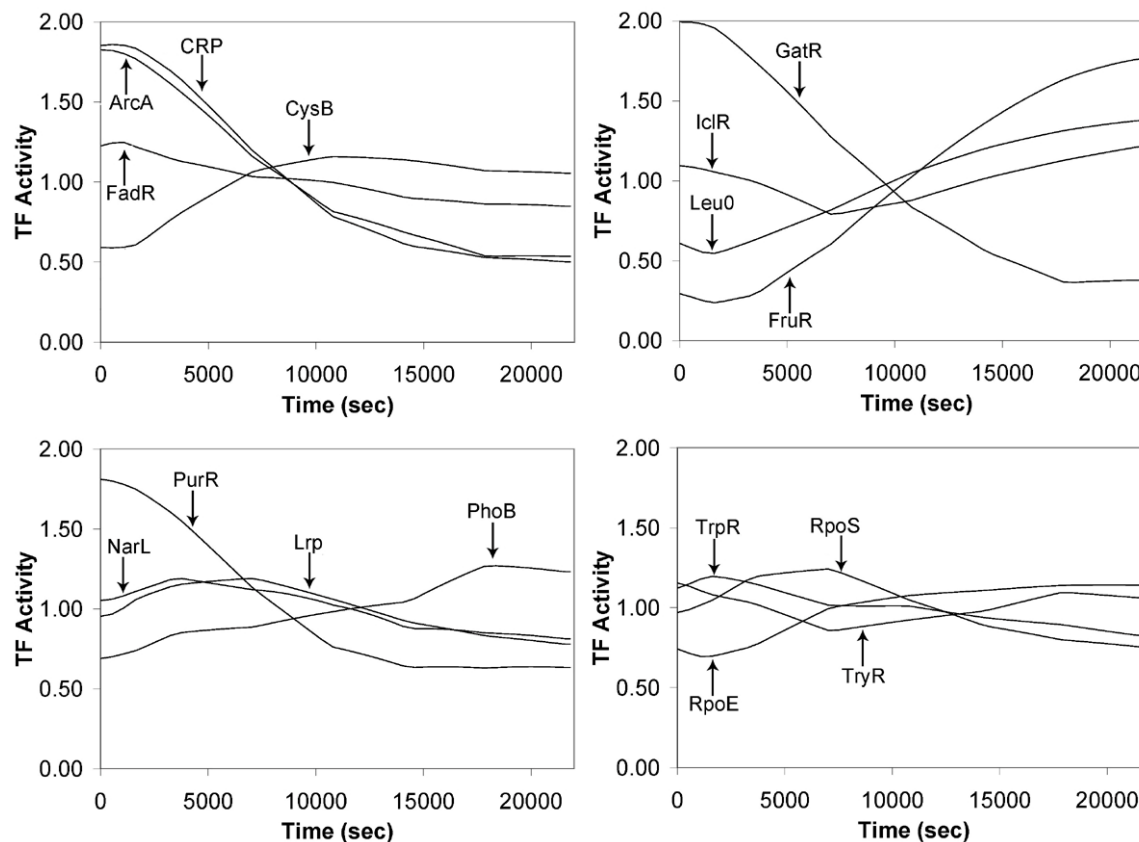 2.00
1.50
1.00
0.50
0.00
TF Activity
CRP
ArcA
CysB
FadR
0 5000 10000 15000 20000
Time (sec)
2.00
1.50
1.00
0.50
0.00
TF Activity
GatR
IclR
Leu0
FruR
0 5000 10000 15000 20000
Time (sec)
2.00
1.50
1.00
0.50
0.00
TF Activity
PurR
NarL
Lrp
PhoB
0 5000 10000 15000 20000
Time (sec)
2.00
1.50
1.00
0.50
0.00
TF Activity
TrpR
RpoS
RpoE
TryR
0 5000 10000 15000 20000
Time (sec)